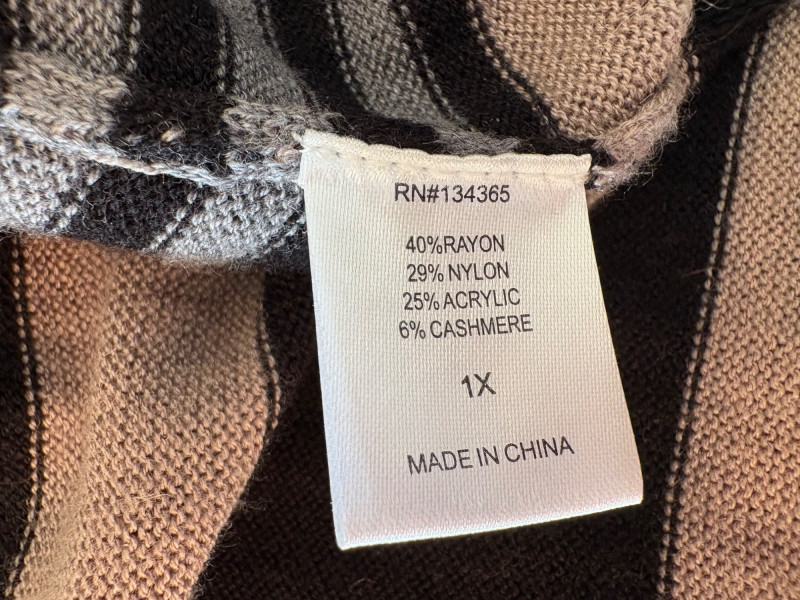 RN#134365
40%RAYON
29% NYLON
25% ACRYLIC
6% CASHMERE
1X
MADE IN CHINA